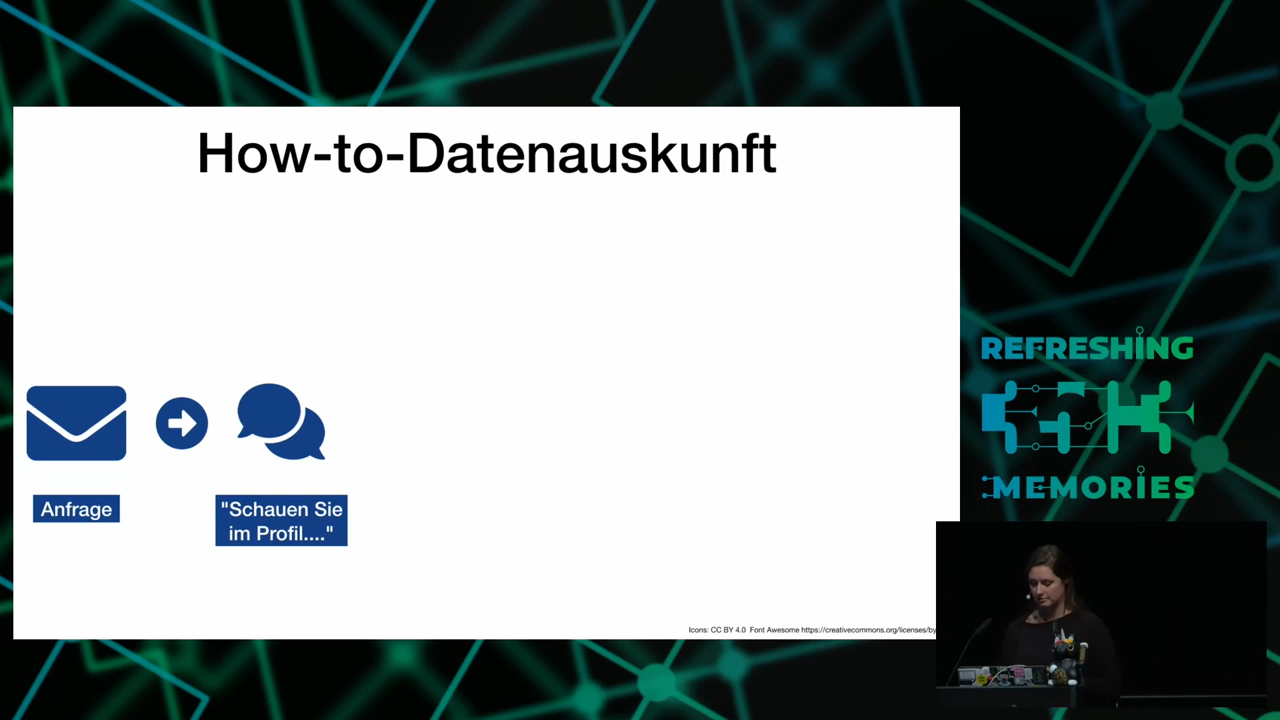 How-to-Datenauskunft
Anfrage
"Schauen Sie
im Profil...."
Icons: CC BY 4.0 Font Awesome https://creativecommons.org/licenses/by
REFRESHING
MEMORIES